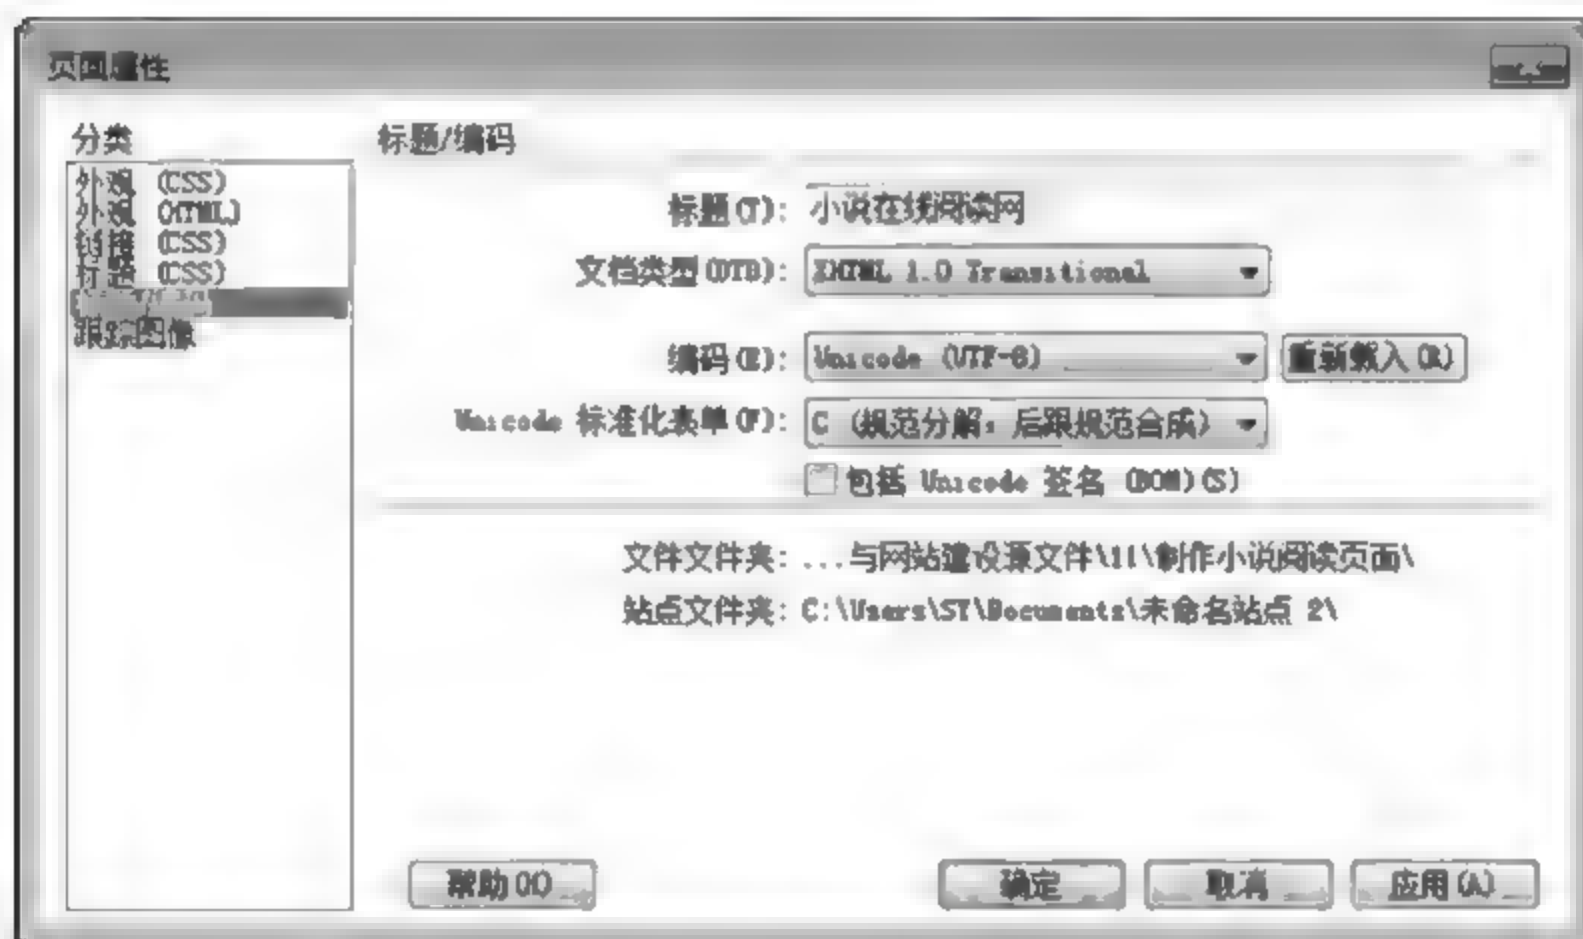 页面属性
分类
标题/编码
外观 (CSS)
外观 (HTML)
链接 (CSS)
标题 (CSS)
跟踪图像
标题(T): 小说在线阅读网
文档类型(DTD): XHTML 1.0 Transitional
编码(E): Unicode (UTF-8) 重新载入(R)
Unicode 标准化表单(F): C (规范分解，后跟规范合成)
包括 Unicode 签名 (BOM)(S)
文件文件夹: ...与网站建设源文件\11\制作小说阅读页面\
站点文件夹: C:\Users\ST\Documents\未命名站点 2\
帮助(H) 确定 取消 应用(A)